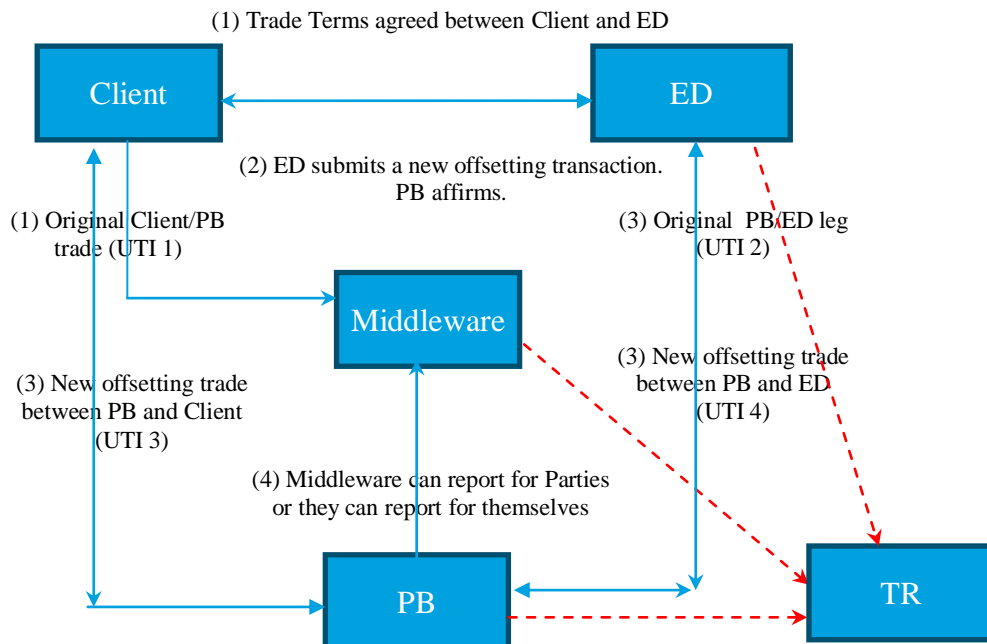 (1) Trade Terms agreed between Client and ED
Client
ED
(2) ED submits a new offsetting transaction.
PB affirms.
(1) Original Client/PB
trade (UTI 1)
(3) Original  PB/ED leg
(UTI 2)
Middleware
(3) New offsetting trade
between PB and Client
(UTI 3)
(3) New offsetting trade
between PB and ED
(UTI 4)
(4) Middleware can report for Parties
or they can report for themselves
PB
TR